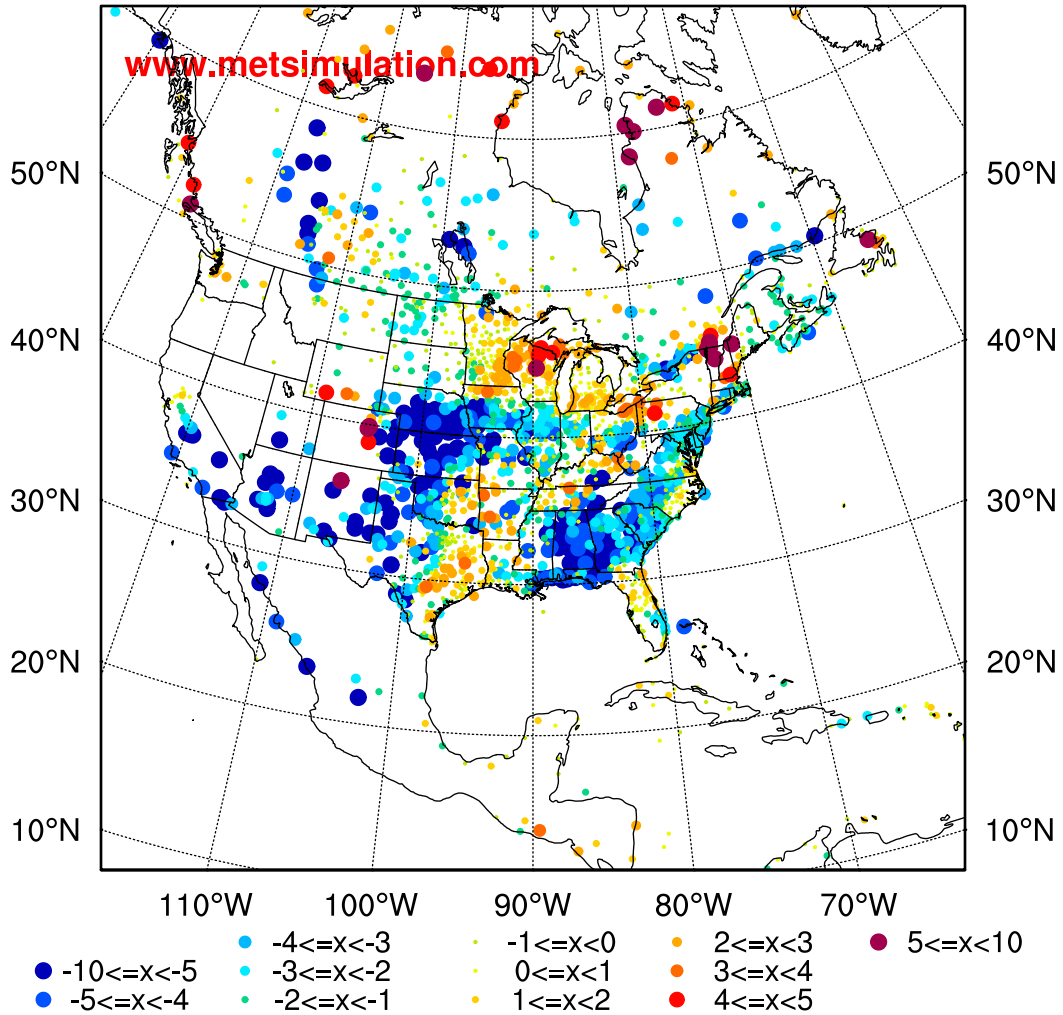 www.metsimulation.com
50°N 50°N
40°N 40°N
30°N 30°N
20°N 20°N
10°N 10°N
110°W 100°W 90°W 80°W 70°W
-4<=x<-3 -1<=x<0 2<=x<3 5<=x<10
-10<=x<-5 -3<=x<-2 0<=x<1 3<=x<4
-5<=x<-4 -2<=x<-1 1<=x<2 4<=x<5